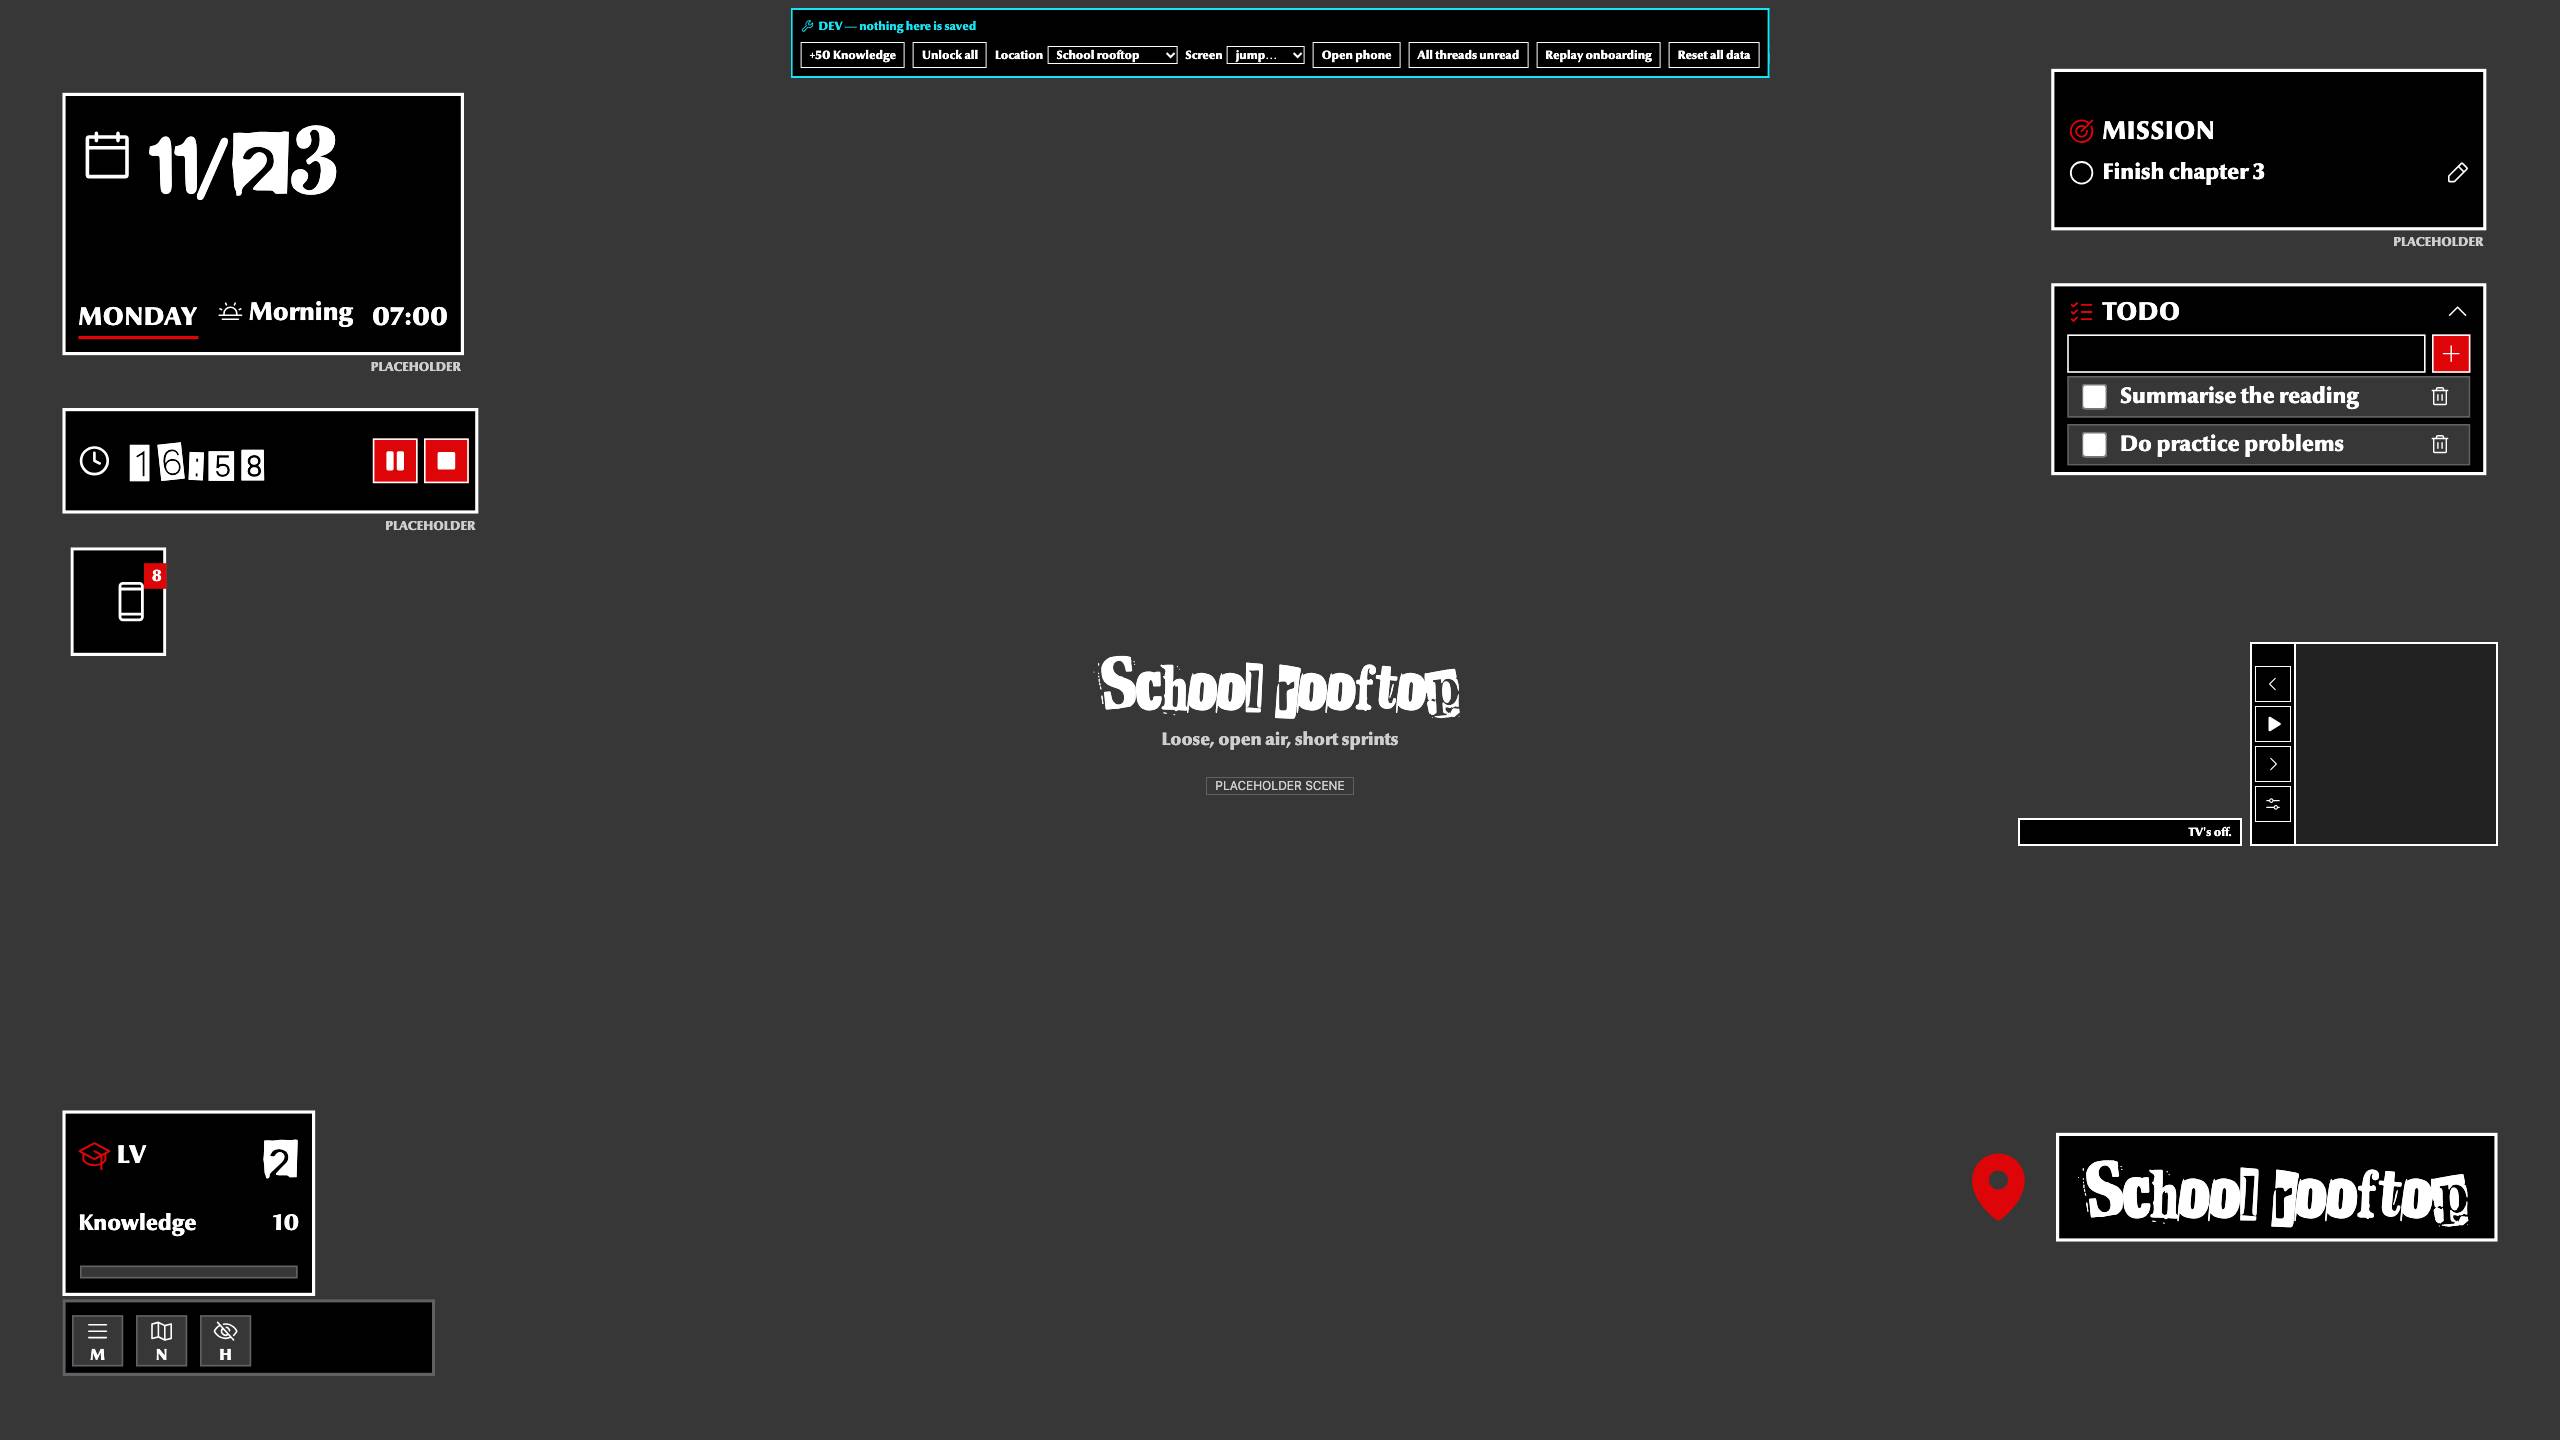 DEV — nothing here is saved
+50 Knowledge Unlock all Location School rooftop Screen jump... Open phone All threads unread Replay onboarding Reset all data
11/23
MONDAY Morning 07:00
PLACEHOLDER
16:58
PLACEHOLDER
8
MISSION
Finish chapter 3
PLACEHOLDER
TODO
Summarise the reading
Do practice problems
School rooftop
Loose, open air, short sprints
PLACEHOLDER SCENE
TV's off.
LV 2
Knowledge 10
M N H
School rooftop